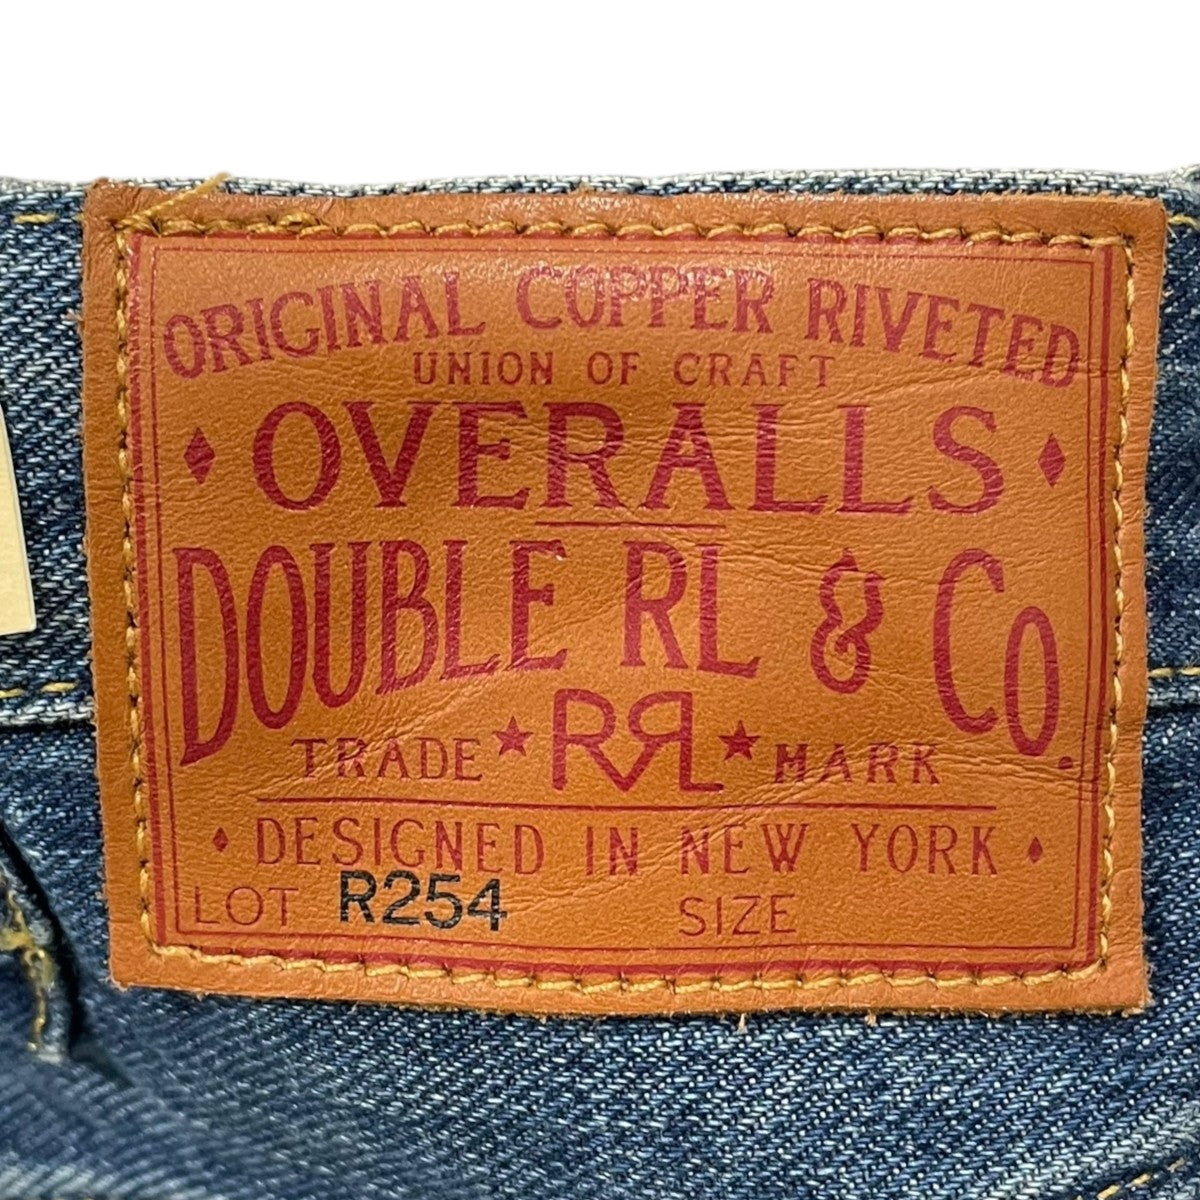 ORIGINAL COPPER RIVETED
UNION OF CRAFT
OVERALLS
DOUBLE RL & Co.
TRADE ★ RRL ★ MARK
DESIGNED IN NEW YORK
LOT R254 SIZE